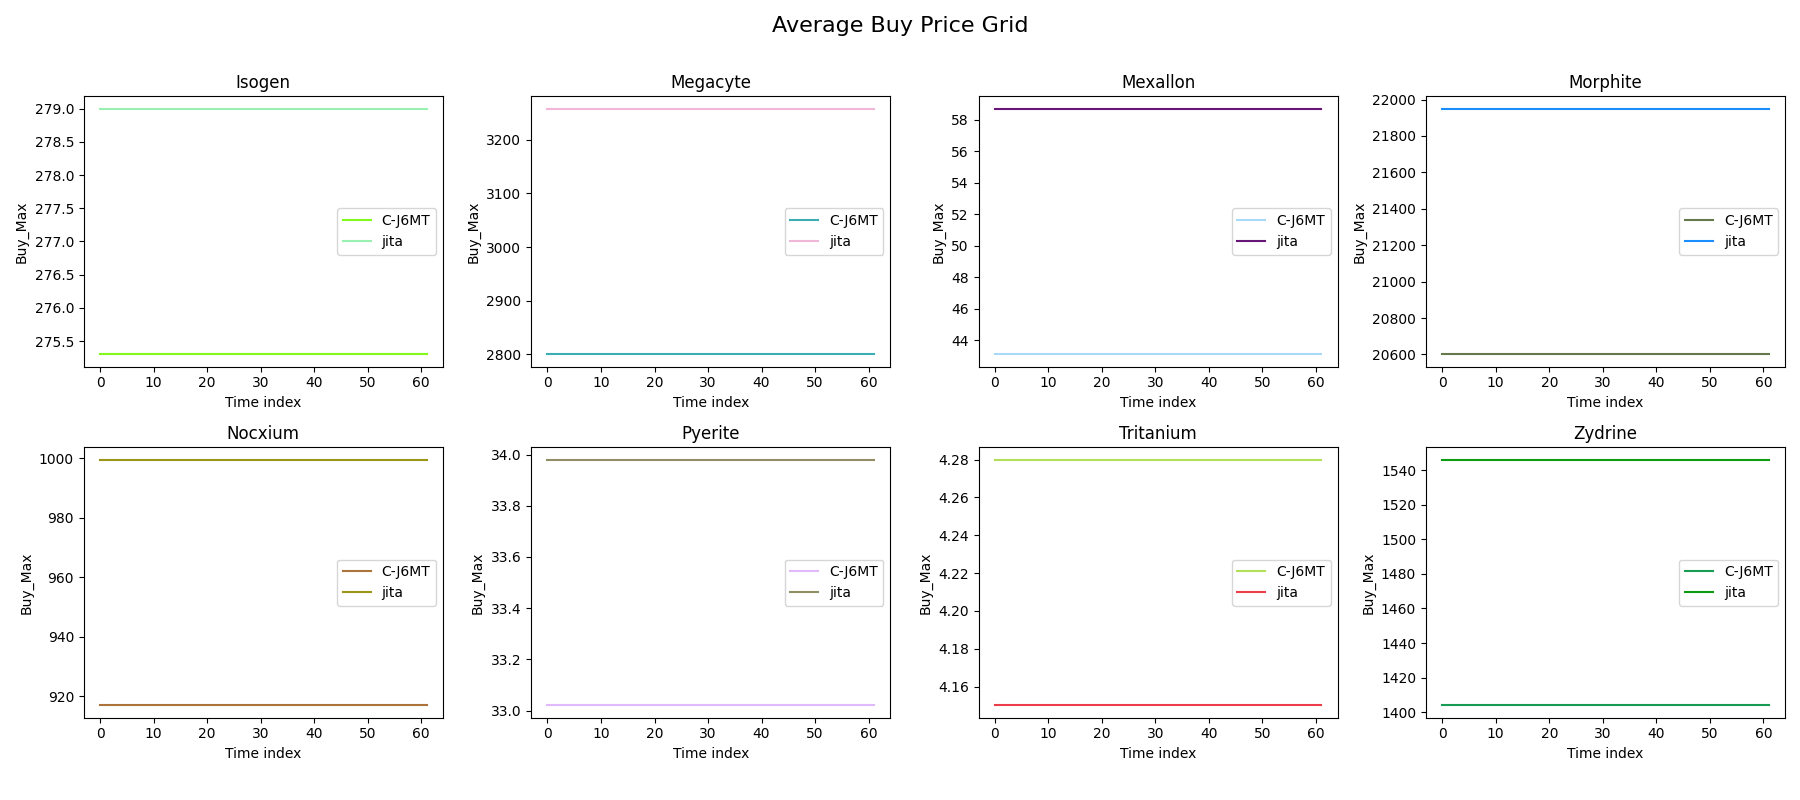 Average Buy Price Grid
Isogen
Megacyte
Mexallon
Morphite
279.0
278.5
278.0
277.5
277.0
276.5
276.0
275.5
Buy_Max
C-J6MT
jita
0 10 20 30 40 50 60
Time index
3200
3100
3000
2900
2800
Buy_Max
C-J6MT
jita
0 10 20 30 40 50 60
Time index
58
56
54
52
50
48
46
44
Buy_Max
C-J6MT
jita
0 10 20 30 40 50 60
Time index
22000
21800
21600
21400
21200
21000
20800
20600
Buy_Max
C-J6MT
jita
0 10 20 30 40 50 60
Time index
Nocxium
Pyerite
Tritanium
Zydrine
1000
980
960
940
920
Buy_Max
C-J6MT
jita
0 10 20 30 40 50 60
Time index
34.0
33.8
33.6
33.4
33.2
33.0
Buy_Max
C-J6MT
jita
0 10 20 30 40 50 60
Time index
4.28
4.26
4.24
4.22
4.20
4.18
4.16
Buy_Max
C-J6MT
jita
0 10 20 30 40 50 60
Time index
1540
1520
1500
1480
1460
1440
1420
1400
Buy_Max
C-J6MT
jita
0 10 20 30 40 50 60
Time index